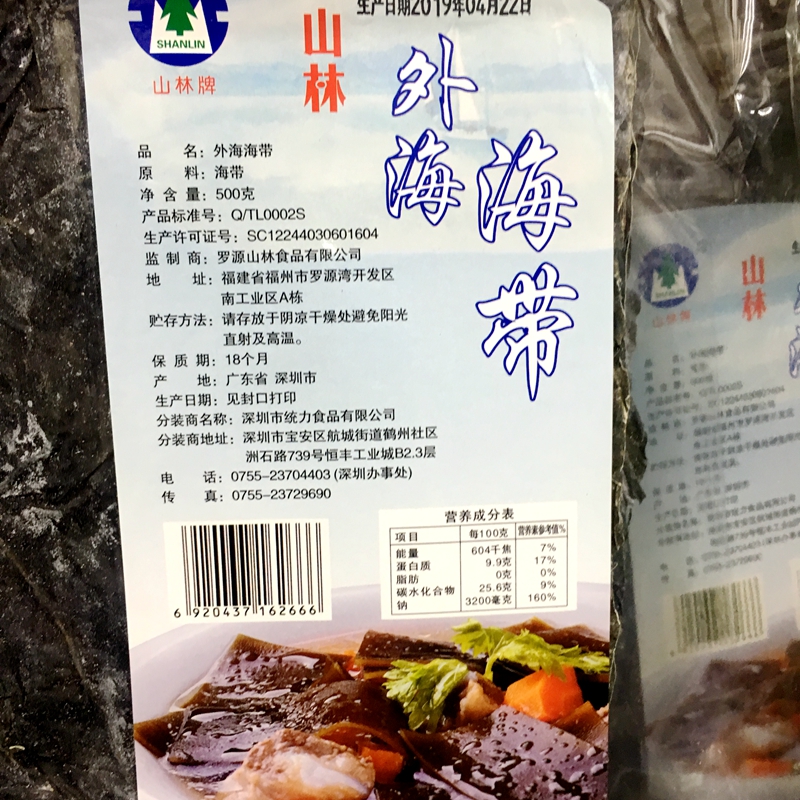 生产日期2019年04月22日
SHANLIN
山林牌
山林
外海
海带
品 名：外海海带
原 料：海带
净含量：500克
产品标准号：Q/TL0002S
生产许可证号：SC12244030601604
监制商：罗源山林食品有限公司
地 址：福建省福州市罗源湾开发区
南工业区A栋
贮存方法：请存放于阴凉干燥处避免阳光
直射及高温。
保质期：18个月
产 地：广东省 深圳市
生产日期：见封口打印
分装商名称：深圳市统力食品有限公司
分装商地址：深圳市宝安区航城街道鹤州社区
洲石路739号恒丰工业城B2.3层
电 话：0755-23704403 (深圳办事处)
传 真：0755-23729690
营养成分表
项目 每100克 营养素参考值%
能量 604千焦 7%
蛋白质 9.9克 17%
脂肪 0克 0%
碳水化合物 25.6克 9%
钠 3200毫克 160%
6 920437 162666
SHANLIN
山林牌
山林